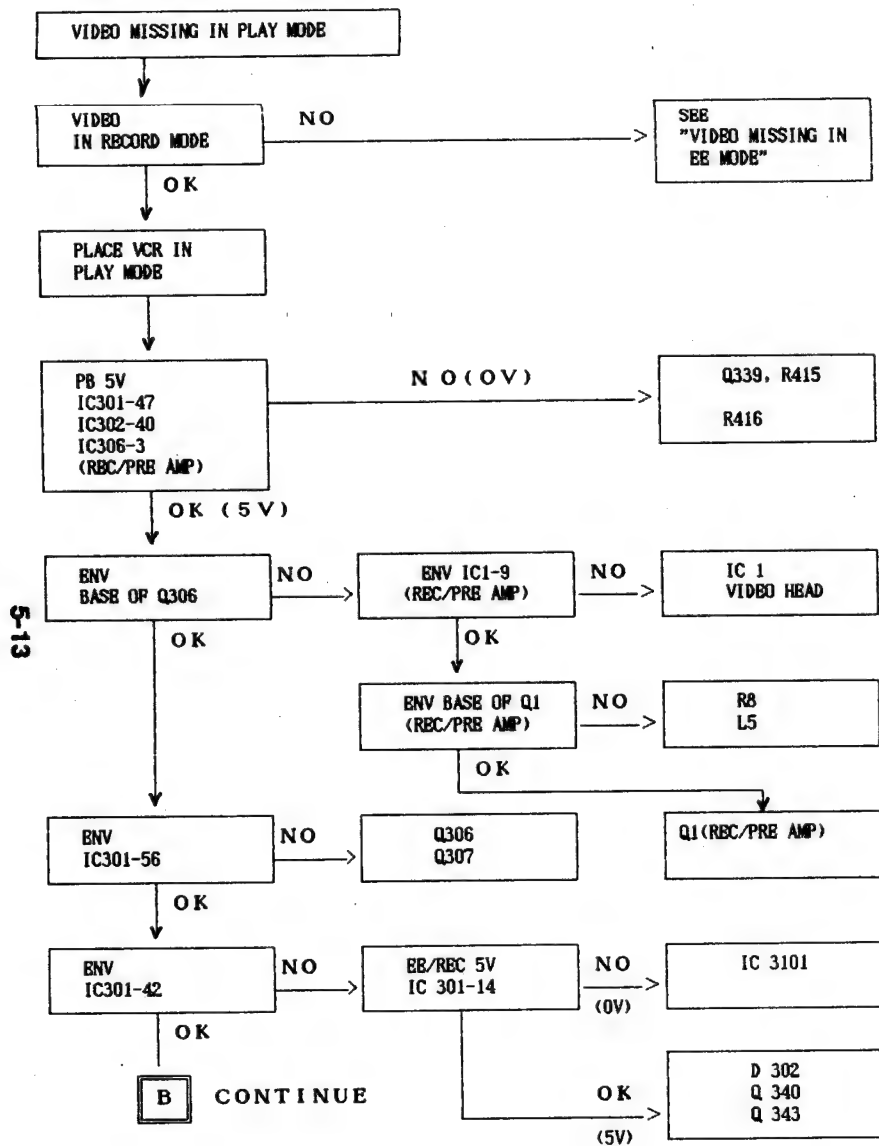 VIDEO MISSING IN PLAY MODE
VIDEO
IN RECORD MODE
NO
SEE
"VIDEO MISSING IN
EE MODE"
OK
PLACE VCR IN
PLAY MODE
PB 5V
IC301-47
IC302-40
IC306-3
(REC/PRE AMP)
NO(0V)
Q339, R415
R416
OK (5V)
ENV
BASE OF Q306
NO
ENV IC1-9
(REC/PRE AMP)
NO
IC 1
VIDEO HEAD
OK
OK
5-13
ENV BASE OF Q1
(REC/PRE AMP)
NO
R8
L5
OK
Q1(REC/PRE AMP)
ENV
IC301-56
NO
Q306
Q307
OK
ENV
IC301-42
NO
EE/REC 5V
IC 301-14
NO
(0V)
IC 3101
OK
B CONTINUE
OK
(5V)
D 302
Q 340
Q 343